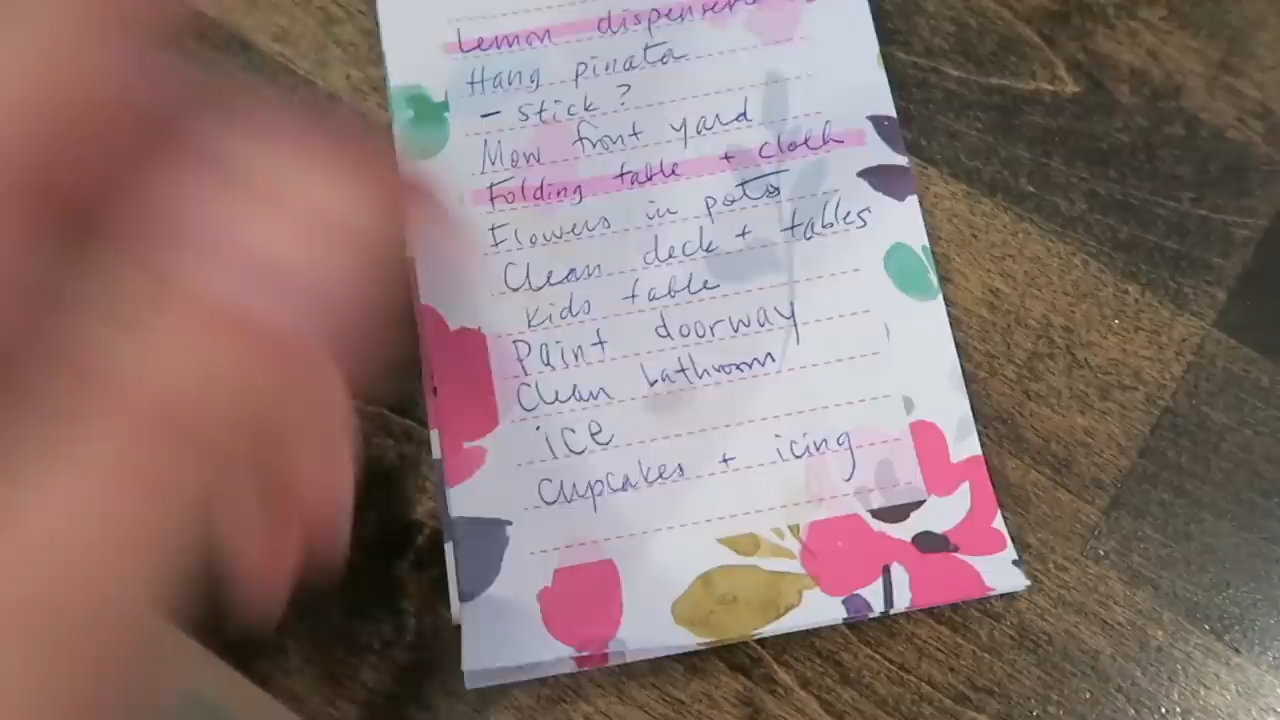 Lemon dispensers
Hang pinata
- stick?
Mow front yard
Folding table + cloth
Flowers in pots
Clean deck + tables
Kids table
Paint doorway
Clean bathroom
ice
Cupcakes + icing